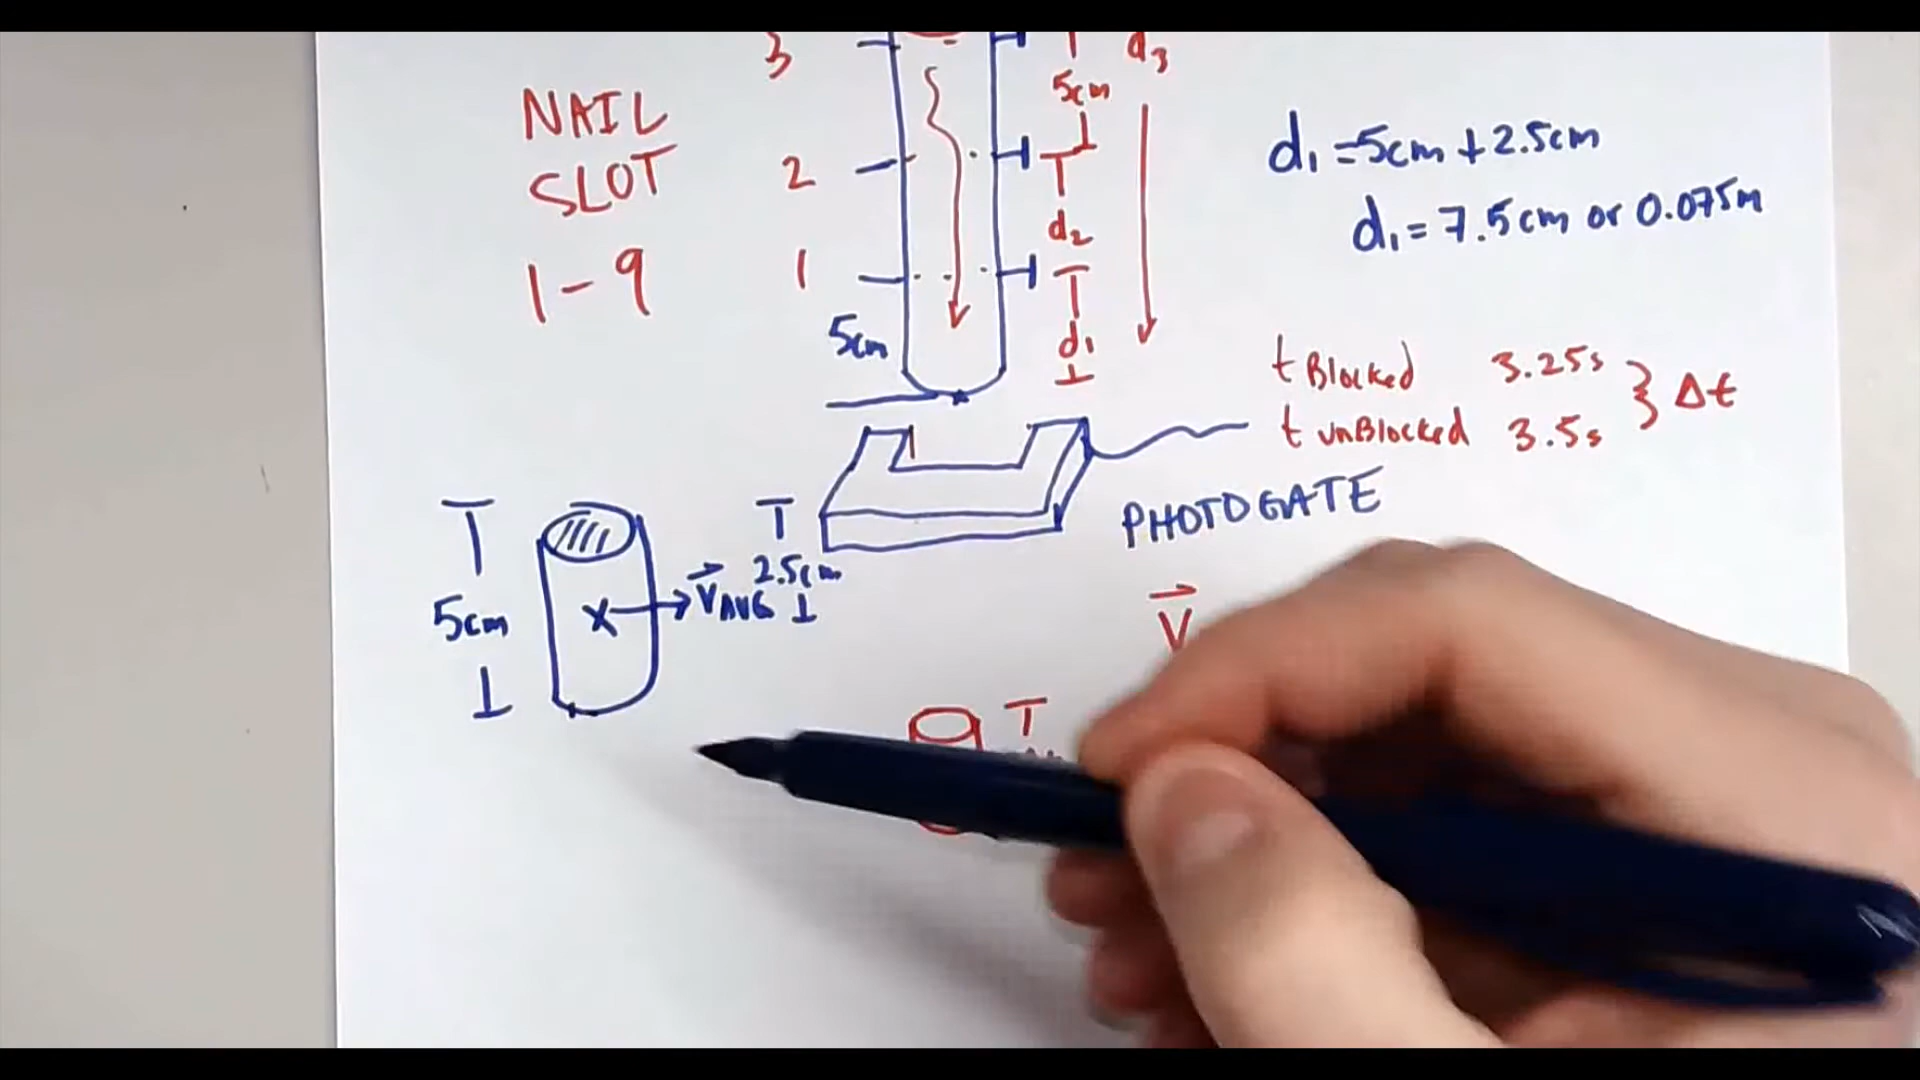 3
d₃
NAIL
SLOT
1-9
5cm
2
1
d₂
d₁
5cm
d₁ = 5cm + 2.5cm
d₁ = 7.5cm or 0.075m
t Blocked 3.25s
t unBlocked 3.5s
Δt
PHOTOGATE
5cm
X
V AVG
2.5cm
V